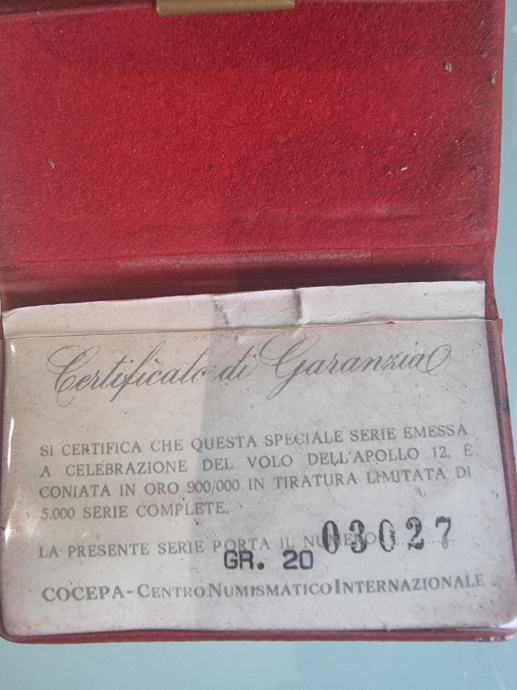 Certificato di Garanzia
SI CERTIFICA CHE QUESTA SPECIALE SERIE EMESSA
A CELEBRAZIONE DEL VOLO DELL'APOLLO 12, È
CONIATA IN ORO 900/000 IN TIRATURA LIMITATA DI
5.000 SERIE COMPLETE.
LA PRESENTE SERIE PORTA IL NUMERO 03027
GR. 20
COCEPA - CENTRO NUMISMATICO INTERNAZIONALE